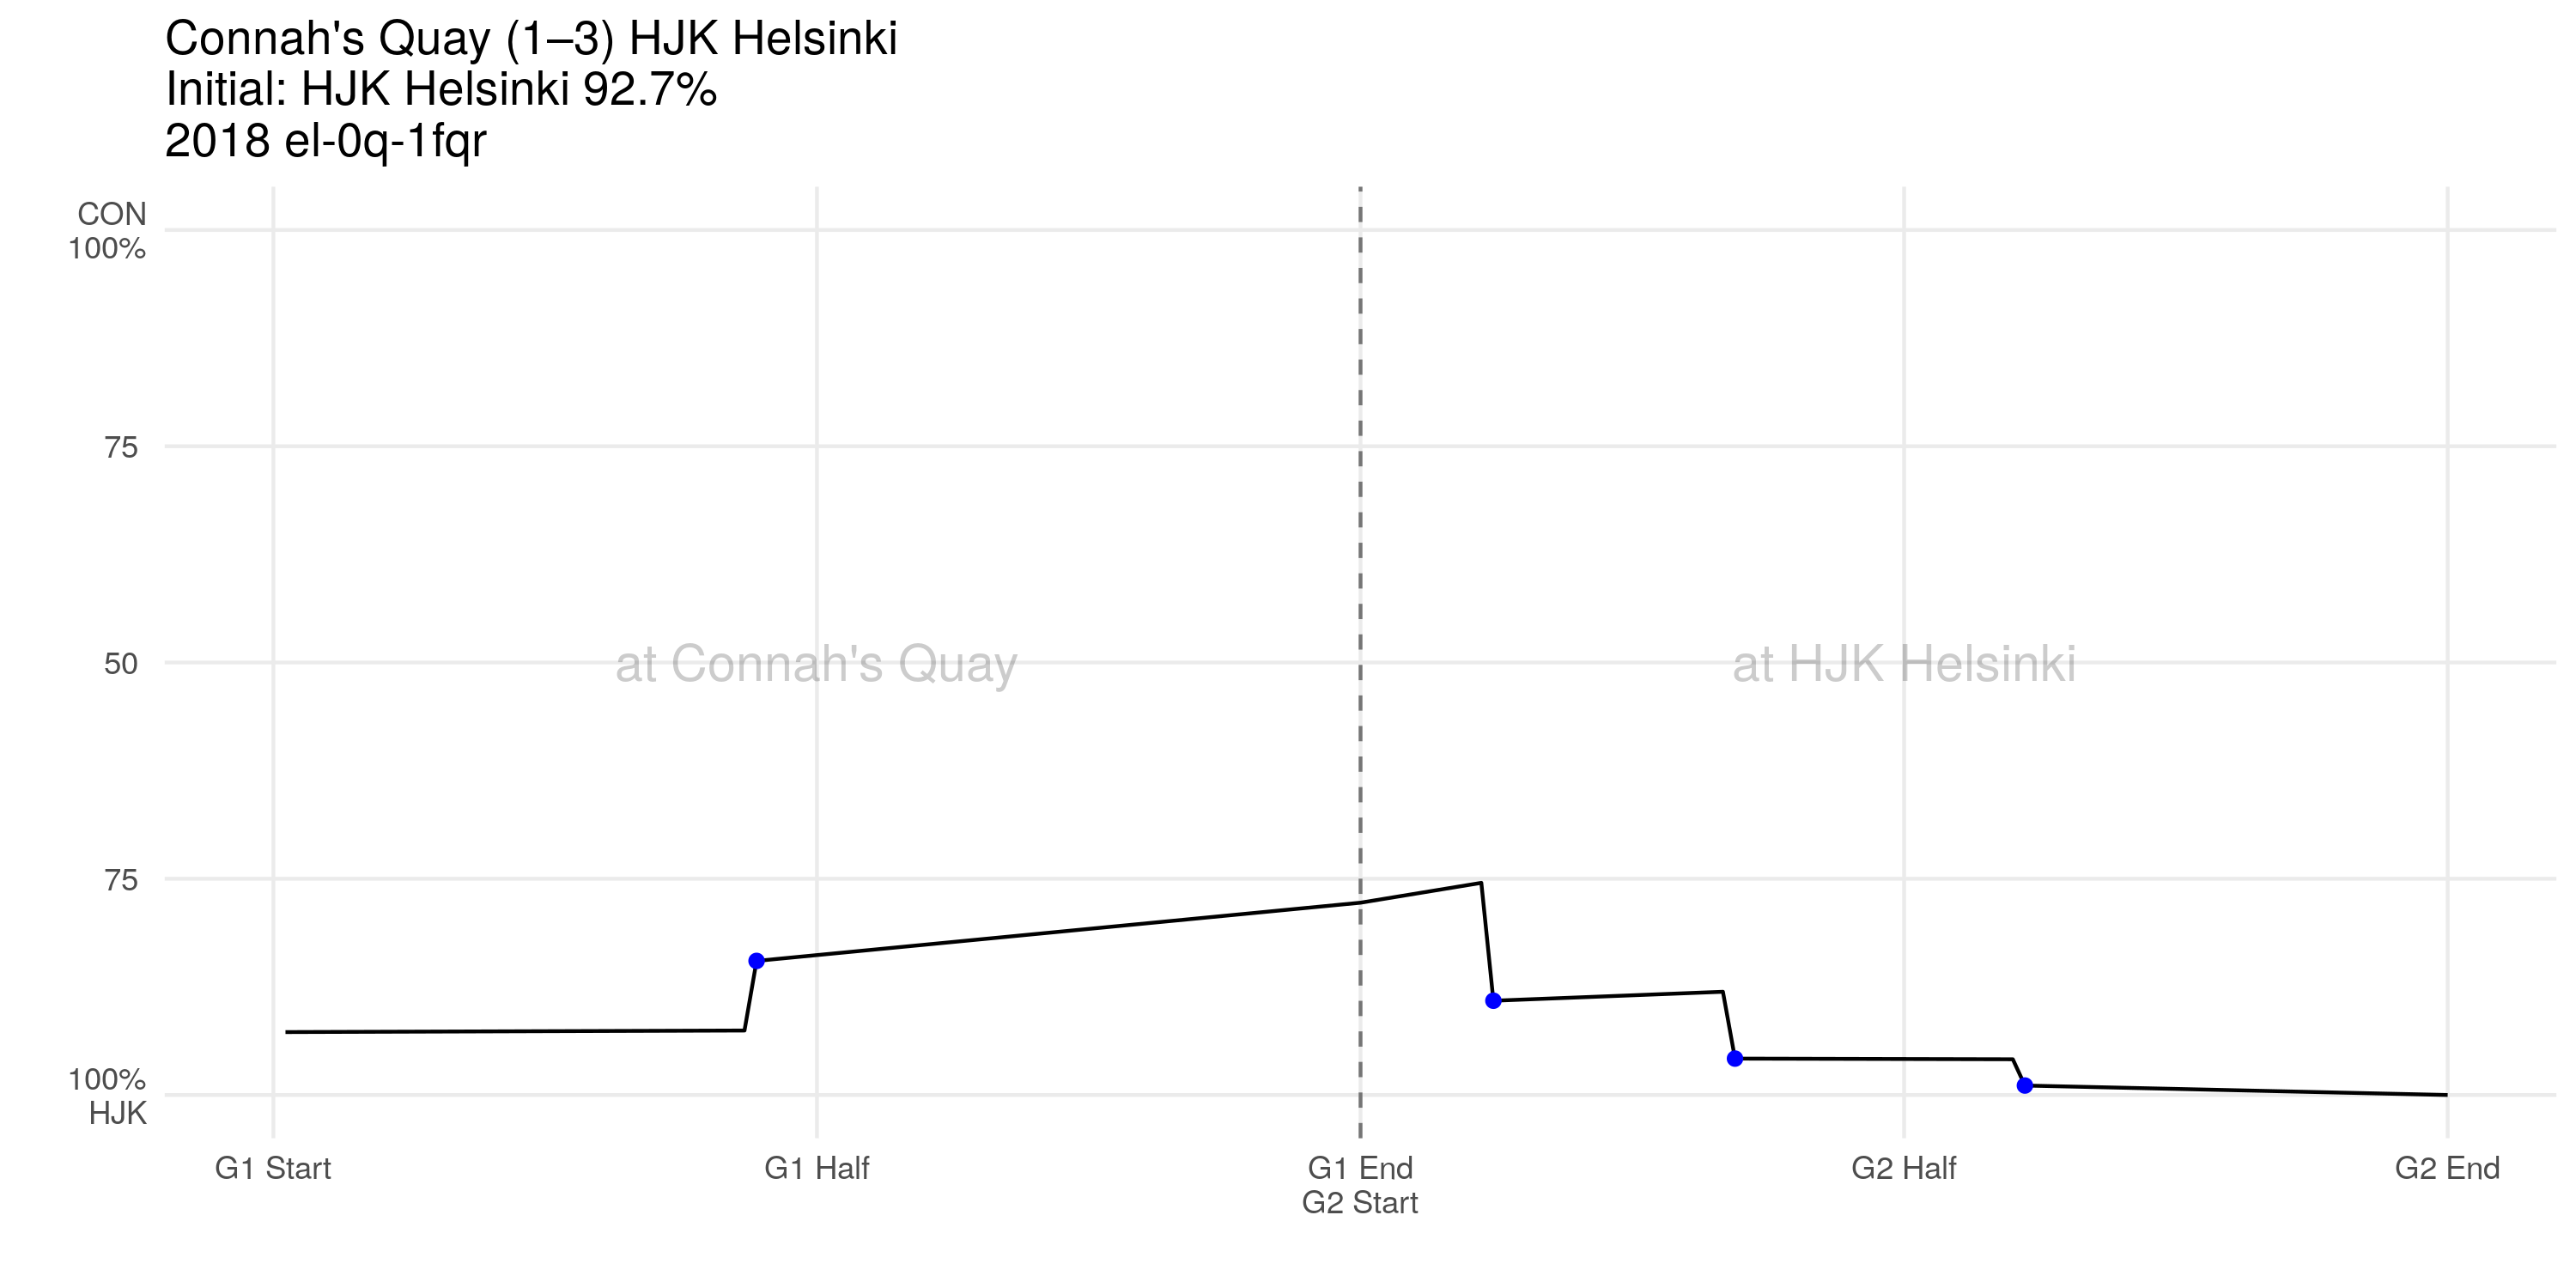 Connah's Quay (1–3) HJK Helsinki
Initial: HJK Helsinki 92.7%
2018 el-0q-1fqr
CON
100%
75
50
75
100%
HJK
at Connah's Quay
at HJK Helsinki
G1 Start
G1 Half
G1 End
G2 Start
G2 Half
G2 End